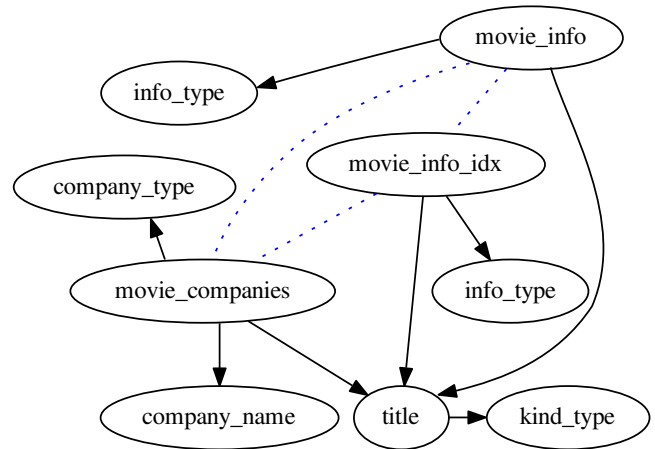 movie_info
info_type
movie_info_idx
company_type
movie_companies
info_type
company_name
title
kind_type